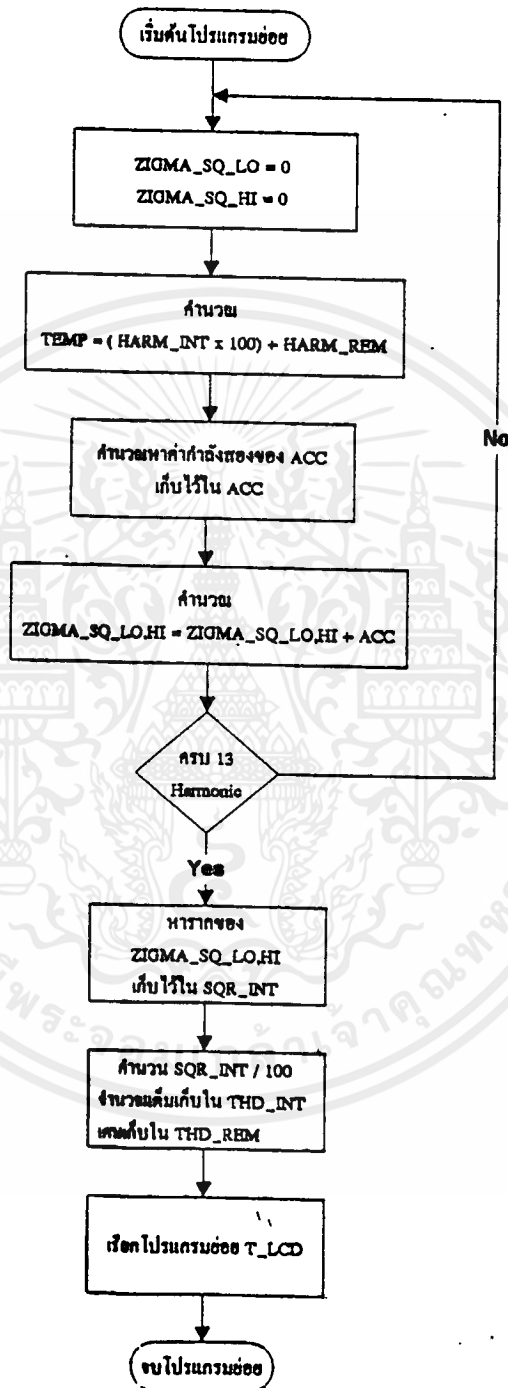 เริ่มต้นโปรแกรมย่อย
ZIGMA_SQ_LO = 0
ZIGMA_SQ_HI = 0
คำนวณ
TEMP = ( HARM_INT x 100) + HARM_REM
คำนวณหาค่ากำลังสองของ ACC
เก็บไว้ใน ACC
No
คำนวณ
ZIGMA_SQ_LO,HI = ZIGMA_SQ_LO,HI + ACC
ครบ 13
Harmonic
Yes
หารากของ
ZIGMA_SQ_LO,HI
เก็บไว้ใน SQR_INT
คำนวน SQR_INT / 100
จำนวนเต็มเก็บใน THD_INT
เศษเก็บใน THD_REM
เรียกโปรแกรมย่อย T_LCD
จบโปรแกรมย่อย